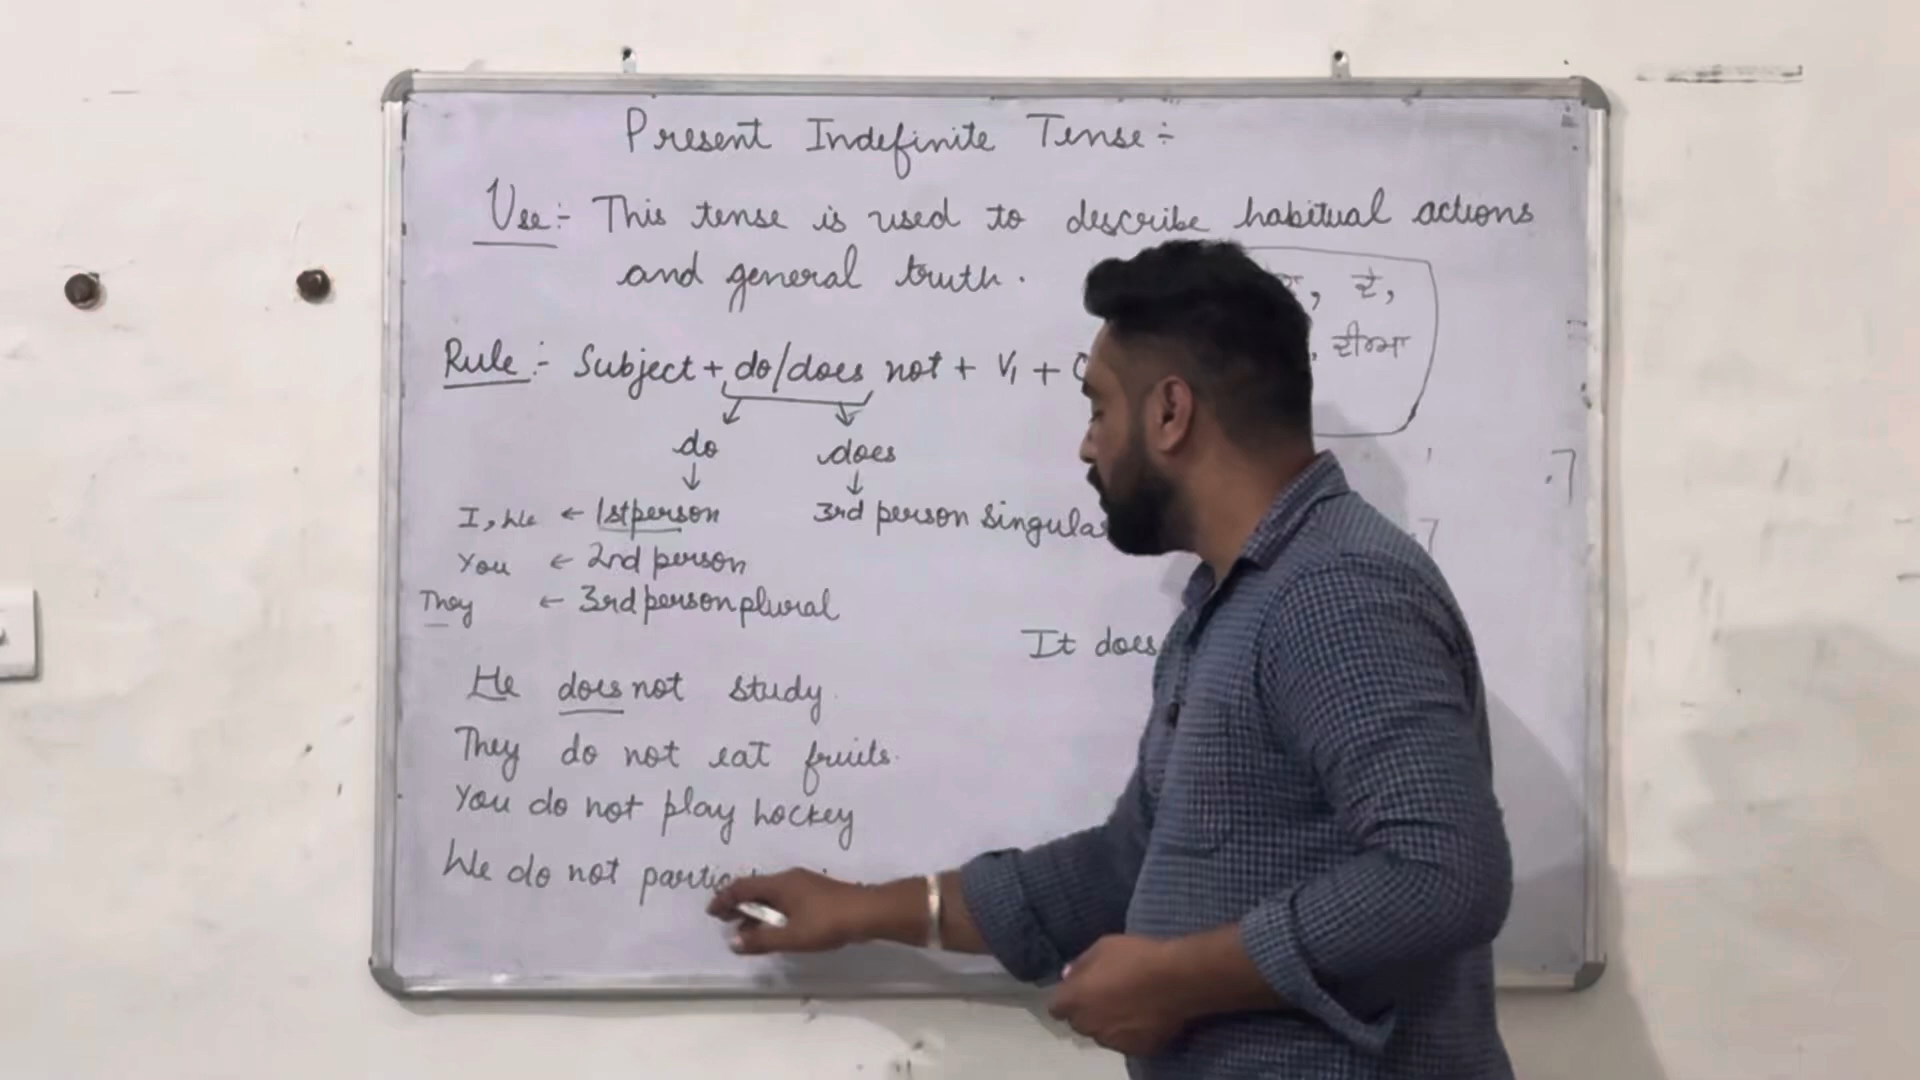 Present Indefinite Tense :-
Use :- This tense is used to describe habitual actions
and general truth.
ਦੇ,
ਦੀਆਂ
Rule :- Subject + do/does not + V1 +
do does
I, We ← 1st person 3rd person Singular
You ← 2nd person
They ← 3rd person plural
It does
He does not study.
They do not eat fruits.
You do not play hockey
We do not